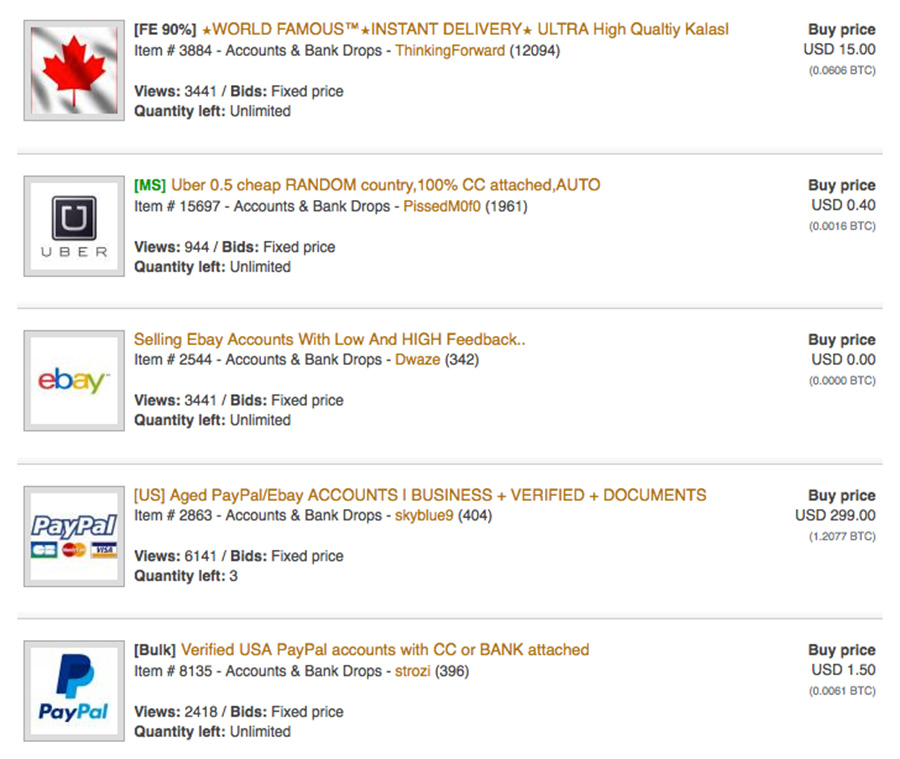 [FE 90%] ★WORLD FAMOUS™★INSTANT DELIVERY★ ULTRA High Qualtiy Kalasl
Buy price
Item # 3884 - Accounts & Bank Drops - ThinkingForward (12094)
USD 15.00
(0.0606 BTC)
Views: 3441 / Bids: Fixed price
Quantity left: Unlimited
[MS] Uber 0.5 cheap RANDOM country,100% CC attached,AUTO
Buy price
Item # 15697 - Accounts & Bank Drops - PissedM0f0 (1961)
USD 0.40
(0.0016 BTC)
UBER
Views: 944 / Bids: Fixed price
Quantity left: Unlimited
Selling Ebay Accounts With Low And HIGH Feedback..
Buy price
Item # 2544 - Accounts & Bank Drops - Dwaze (342)
USD 0.00
(0.0000 BTC)
ebay™
Views: 3441 / Bids: Fixed price
Quantity left: Unlimited
[US] Aged PayPal/Ebay ACCOUNTS I BUSINESS + VERIFIED + DOCUMENTS
Buy price
Item # 2863 - Accounts & Bank Drops - skyblue9 (404)
USD 299.00
(1.2077 BTC)
PayPal
CB MasterCard VISA
Views: 6141 / Bids: Fixed price
Quantity left: 3
[Bulk] Verified USA PayPal accounts with CC or BANK attached
Buy price
Item # 8135 - Accounts & Bank Drops - strozi (396)
USD 1.50
(0.0061 BTC)
PayPal
Views: 2418 / Bids: Fixed price
Quantity left: Unlimited